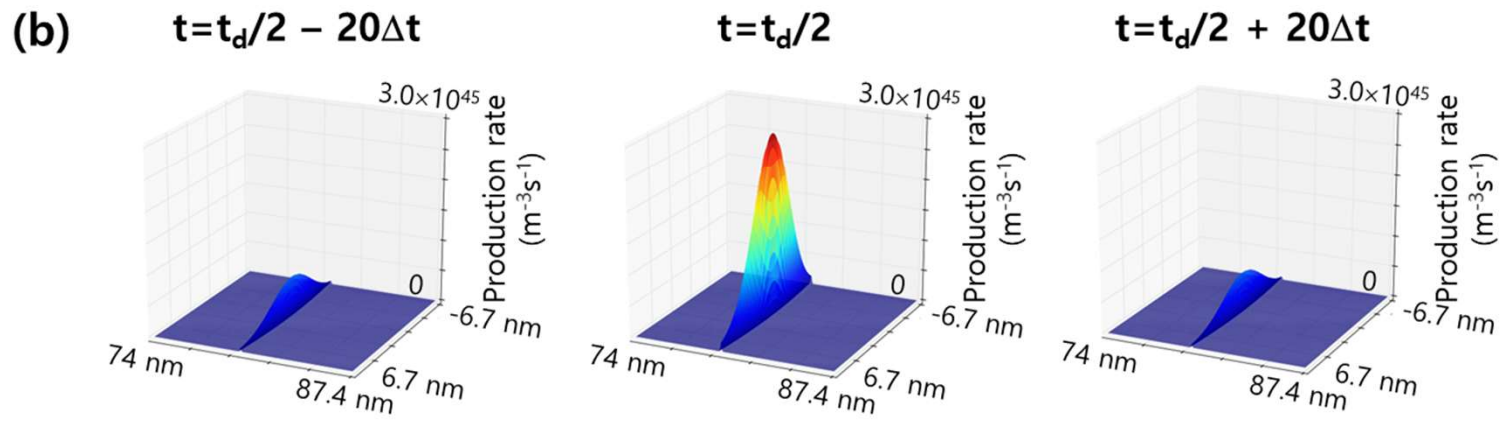 (b)
t=td/2 – 20Δt
t=td/2
t=td/2 + 20Δt
3.0×10⁴⁵
Production rate
(m⁻³s⁻¹)
0
-6.7 nm
6.7 nm
74 nm
87.4 nm
3.0×10⁴⁵
Production rate
(m⁻³s⁻¹)
0
-6.7 nm
6.7 nm
74 nm
87.4 nm
3.0×10⁴⁵
Production rate
(m⁻³s⁻¹)
0
-6.7 nm
6.7 nm
74 nm
87.4 nm